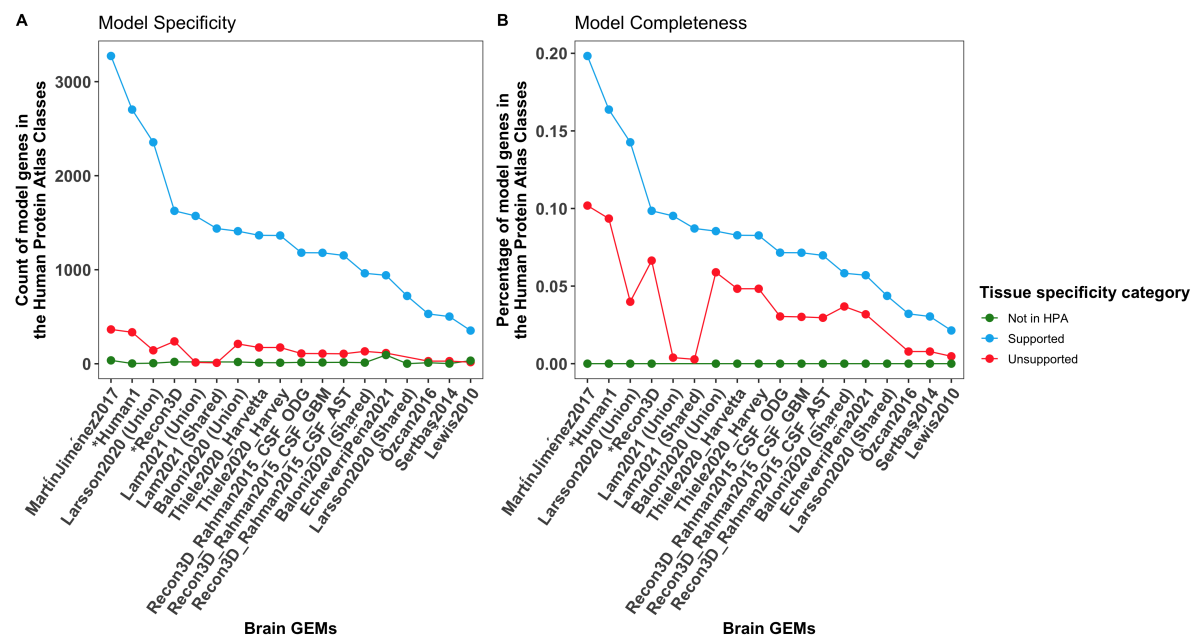 A
Model Specificity
Count of model genes in
the Human Protein Atlas Classes
3000
2000
1000
0
MartínJiménez2017
*Human1
Larsson2020 (Union)
*Recon3D
Lam2021 (Union)
Lam2021 (Shared)
Baloni2020 (Union)
Thiele2020_Harvetta
Thiele2020_Harvey
Recon3D_Rahman2015_CSF_ODG
Recon3D_Rahman2015_CSF_GBM
Recon3D_Rahman2015_CSF_AST
Baloni2020 (Shared)
EcheverriPeña2021
Larsson2020 (Shared)
Özcan2016
Sertbaş2014
Lewis2010
Brain GEMs
B
Model Completeness
Percentage of model genes in
the Human Protein Atlas Classes
0.20
0.15
0.10
0.05
0.00
MartínJiménez2017
*Human1
Larsson2020 (Union)
*Recon3D
Lam2021 (Union)
Lam2021 (Shared)
Baloni2020 (Union)
Thiele2020_Harvetta
Thiele2020_Harvey
Recon3D_Rahman2015_CSF_ODG
Recon3D_Rahman2015_CSF_GBM
Recon3D_Rahman2015_CSF_AST
Baloni2020 (Shared)
EcheverriPeña2021
Larsson2020 (Shared)
Özcan2016
Sertbaş2014
Lewis2010
Brain GEMs
Tissue specificity category
Not in HPA
Supported
Unsupported